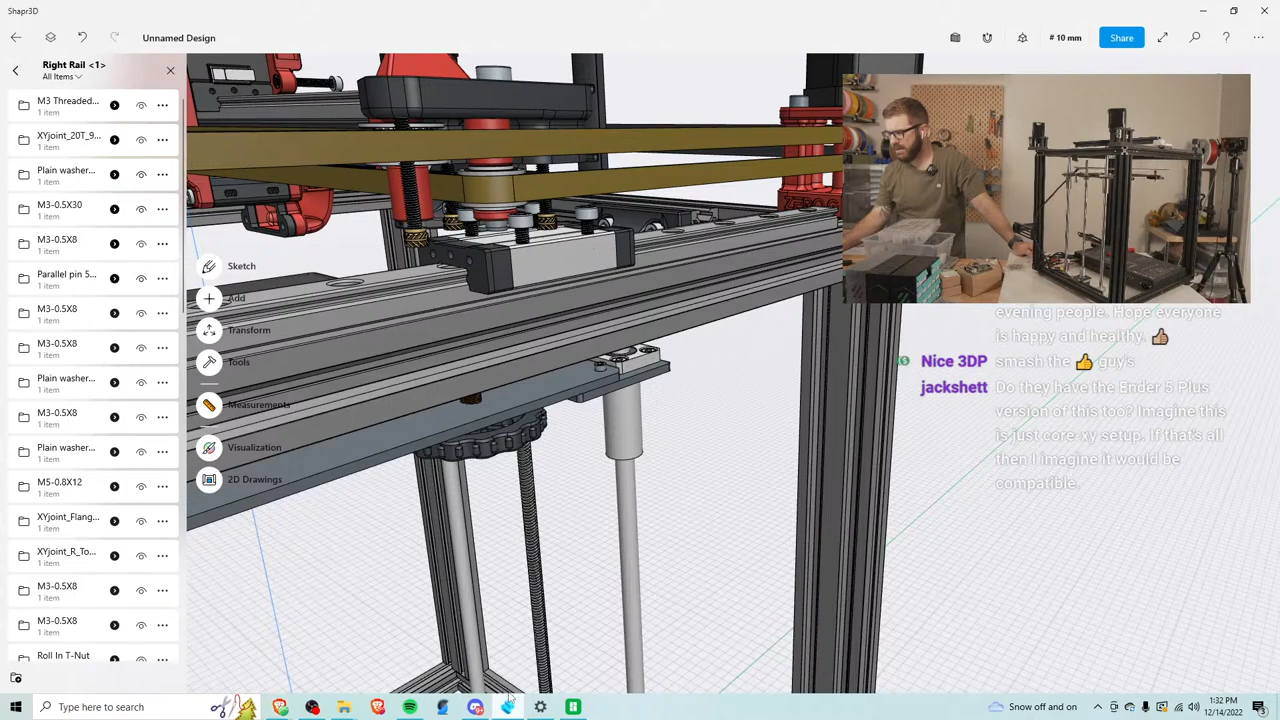 Shapr3D
Unnamed Design
# 10 mm
Share
Right Rail <1>
All Items
M3 Threaded...
1 item
XYjoint_20T_9...
1 item
Plain washer...
1 item
M3-0.5X30
1 item
M3-0.5X8
1 item
Parallel pin 5...
1 item
M3-0.5X8
1 item
M3-0.5X8
1 item
Plain washer...
1 item
M3-0.5X8
1 item
Plain washer...
1 item
M5-0.8X12
1 item
XYjoint_Flang...
1 item
XYjoint_R_To...
1 item
M3-0.5X8
1 item
M3-0.5X8
1 item
Roll In T-Nut
Sketch
Add
Transform
Tools
Measurements
Visualization
2D Drawings
evening people. Hope everyone
is happy and healthy. 👍🏽
Nice 3DP smash the 👍 guy's
jackshett Do they have the Ender 5 Plus
version of this too? Imagine this
is just core-xy setup. If that's all
then I imagine it would be
compatible.
Type here to search
Snow off and on
1:32 PM
12/14/2022